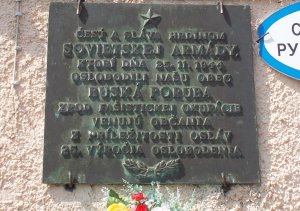 ČESŤ A SLÁVA HRDINOM
SOVIETSKEJ ARMÁDY,
KTORÍ DŇA 25.11.1944
OSLOBODILI NAŠU OBEC
RUSKÁ PORUBA
SPOD FAŠISTICKEJ OKUPÁCIE
VENUJÚ OBČANIA
Z PRÍLEŽITOSTI OSLÁV
25. VÝROČIA OSLOBODENIA